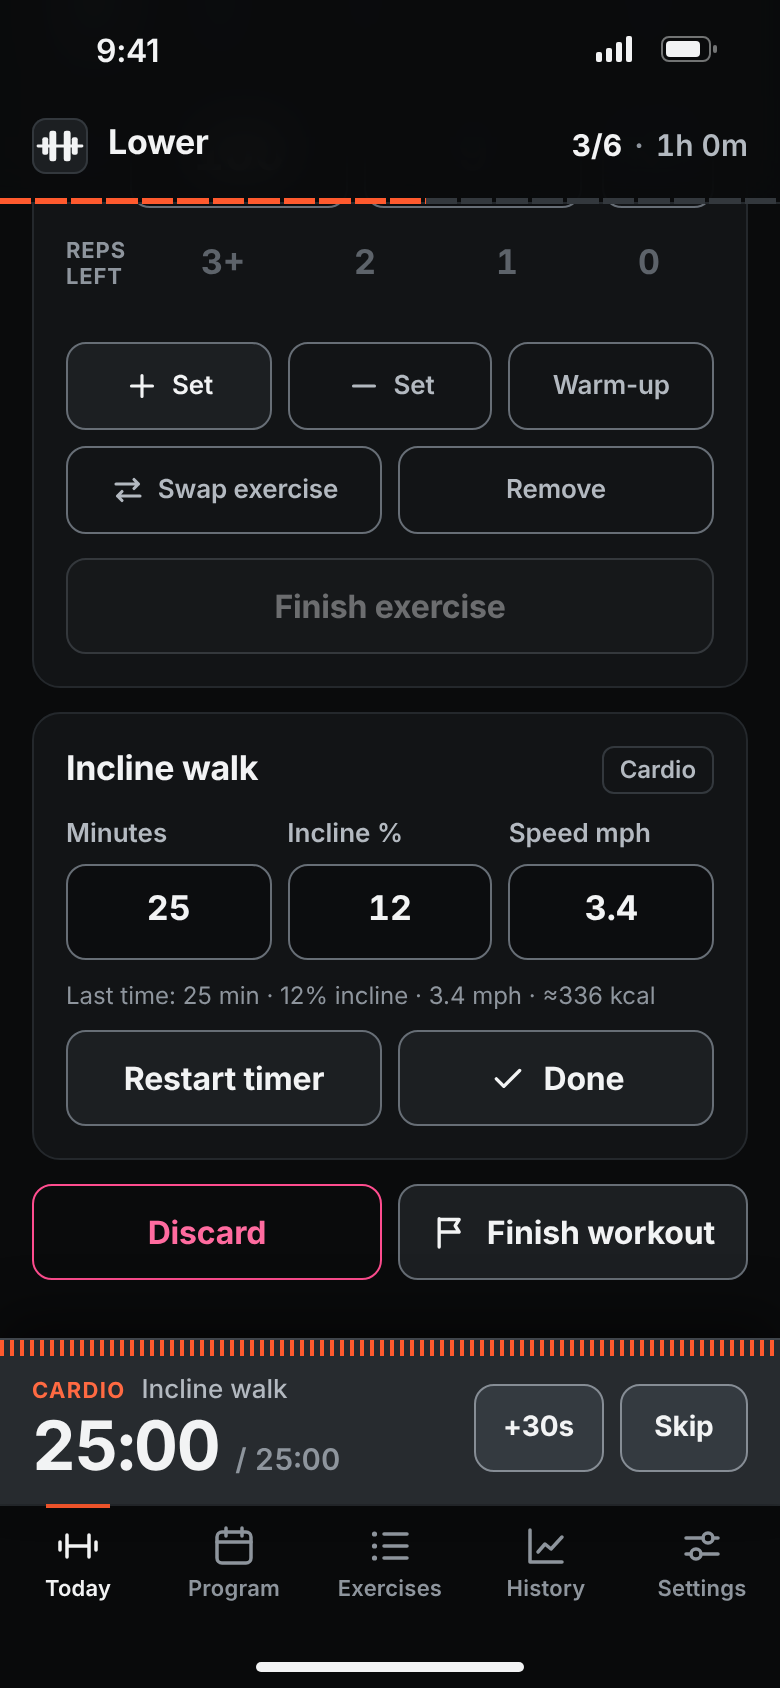 9:41
Lower
3/6 · 1h 0m
REPS LEFT 3+ 2 1 0
+ Set
− Set
Warm-up
Swap exercise
Remove
Finish exercise
Incline walk
Cardio
Minutes Incline % Speed mph
25 12 3.4
Last time: 25 min · 12% incline · 3.4 mph · ≈336 kcal
Restart timer
Done
Discard
Finish workout
CARDIO Incline walk
25:00 / 25:00
+30s
Skip
Today Program Exercises History Settings